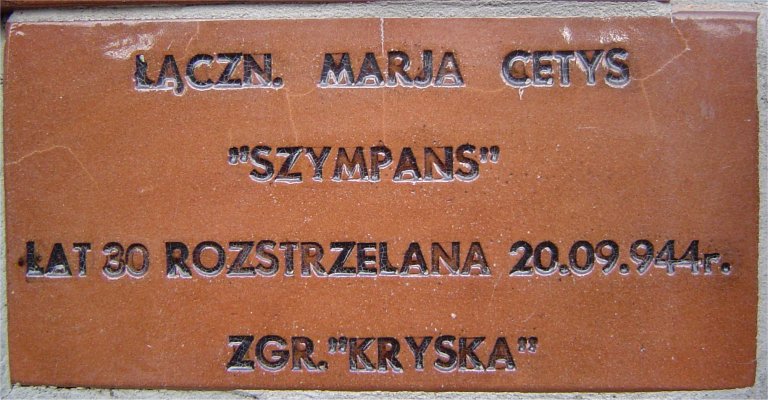 ŁĄCZN. MARJA CETYS
"SZYMPANS"
ŁAT 30 ROZSTRZELANA 20.09.944r.
ZGR. "KRYSKA"